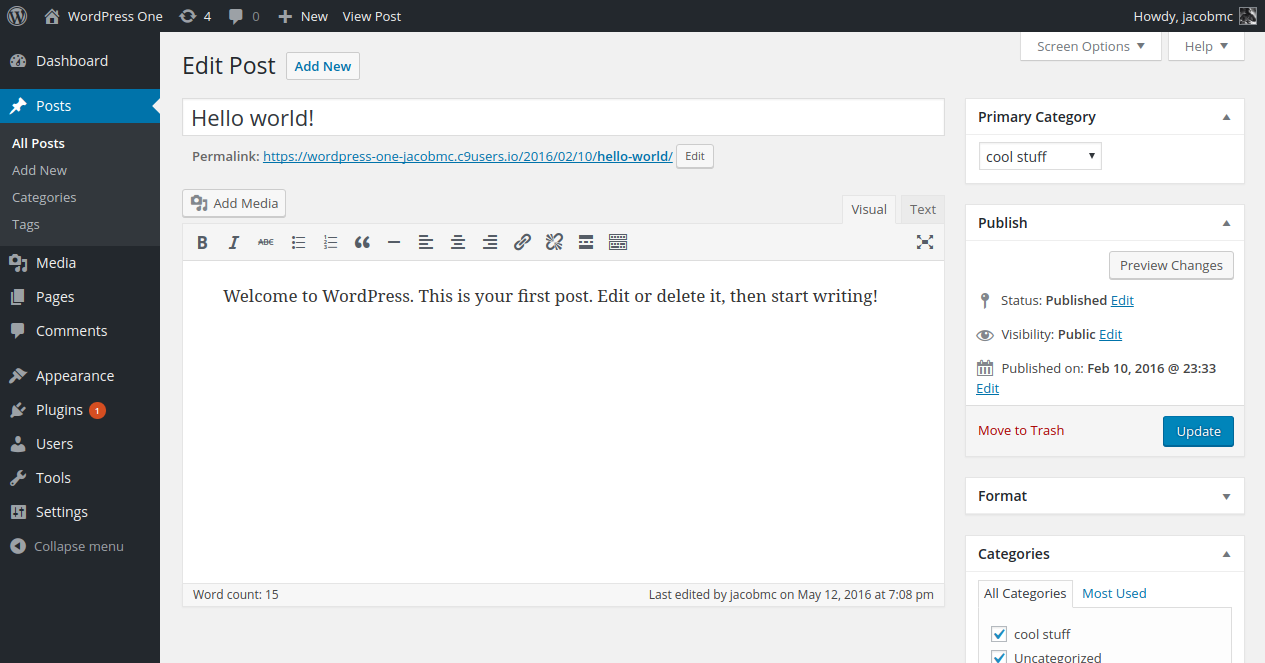 WordPress One 4 0 New View Post Howdy, jacobmc
Screen Options Help
Dashboard
Posts
All Posts
Add New
Categories
Tags
Media
Pages
Comments
Appearance
Plugins 1
Users
Tools
Settings
Collapse menu
Edit Post Add New
Hello world!
Permalink: https://wordpress-one-jacobmc.c9users.io/2016/02/10/hello-world/ Edit
Add Media
Visual Text
B I ABC
Welcome to WordPress. This is your first post. Edit or delete it, then start writing!
Word count: 15 Last edited by jacobmc on May 12, 2016 at 7:08 pm
Primary Category
cool stuff
Publish
Preview Changes
Status: Published Edit
Visibility: Public Edit
Published on: Feb 10, 2016 @ 23:33
Edit
Move to Trash Update
Format
Categories
All Categories Most Used
cool stuff
Uncategorized